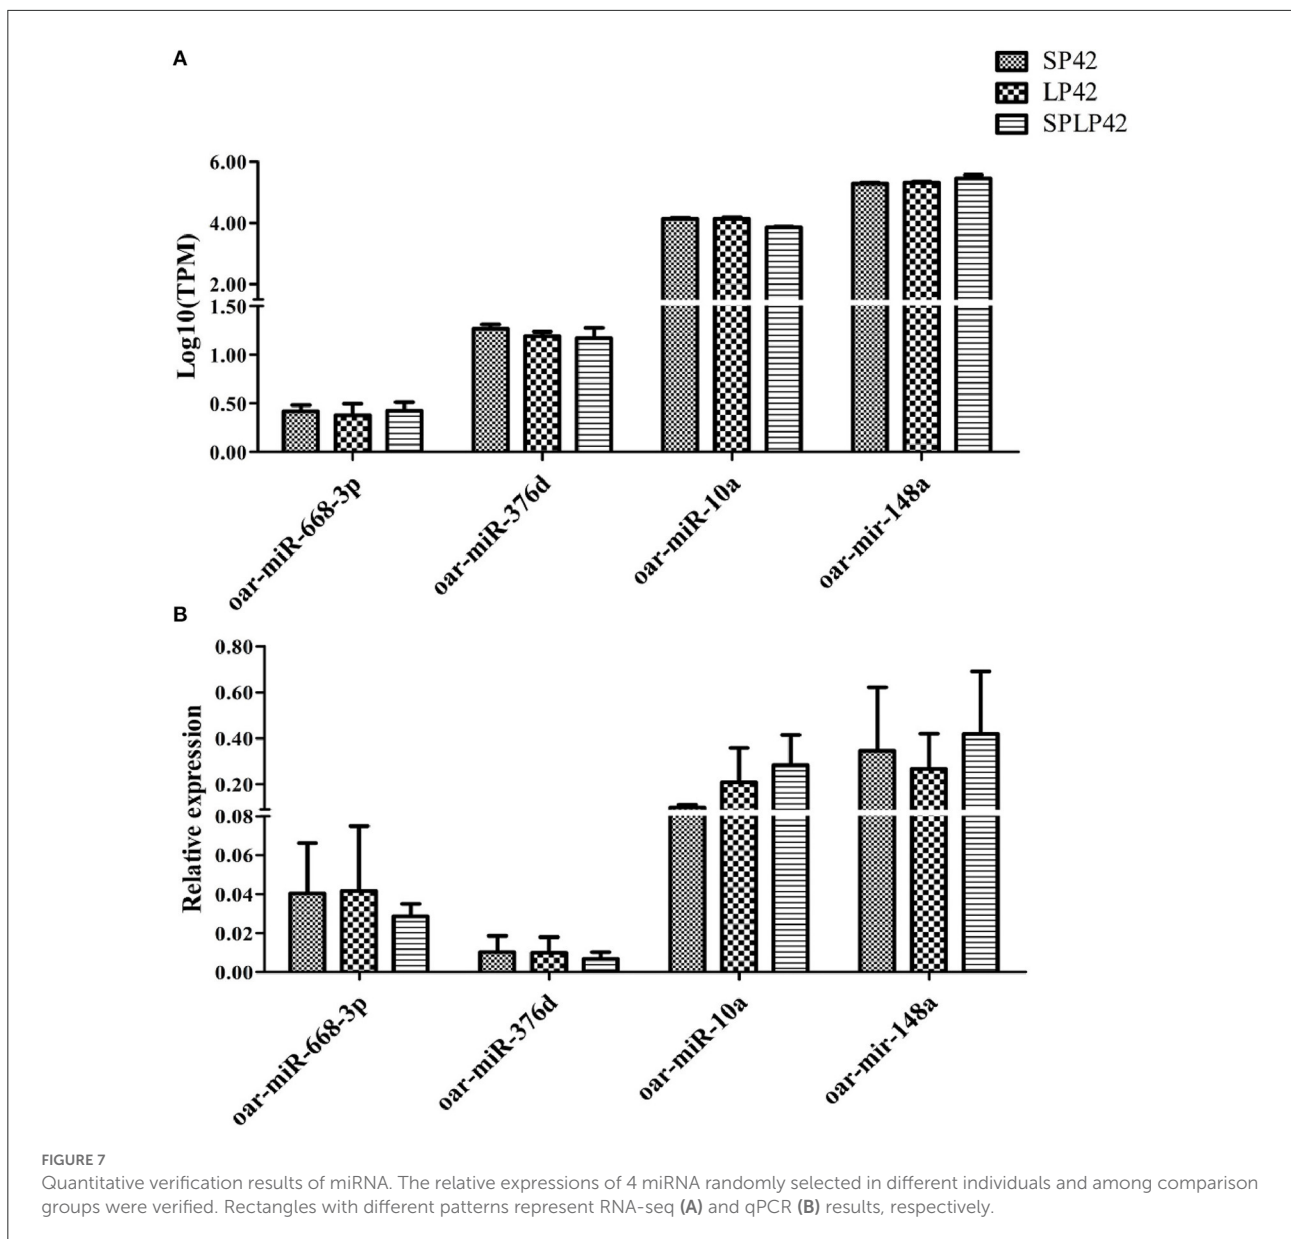 A
SP42
LP42
SPLP42
Log10(TPM)
6.00
4.00
2.00
1.50
1.00
0.50
0.00
oar-miR-668-3p
oar-miR-376d
oar-miR-10a
oar-mir-148a
B
Relative expression
0.80
0.60
0.40
0.20
0.08
0.06
0.04
0.02
0.00
oar-miR-668-3p
oar-miR-376d
oar-miR-10a
oar-mir-148a
FIGURE 7
Quantitative verification results of miRNA. The relative expressions of 4 miRNA randomly selected in different individuals and among comparison
groups were verified. Rectangles with different patterns represent RNA-seq (A) and qPCR (B) results, respectively.